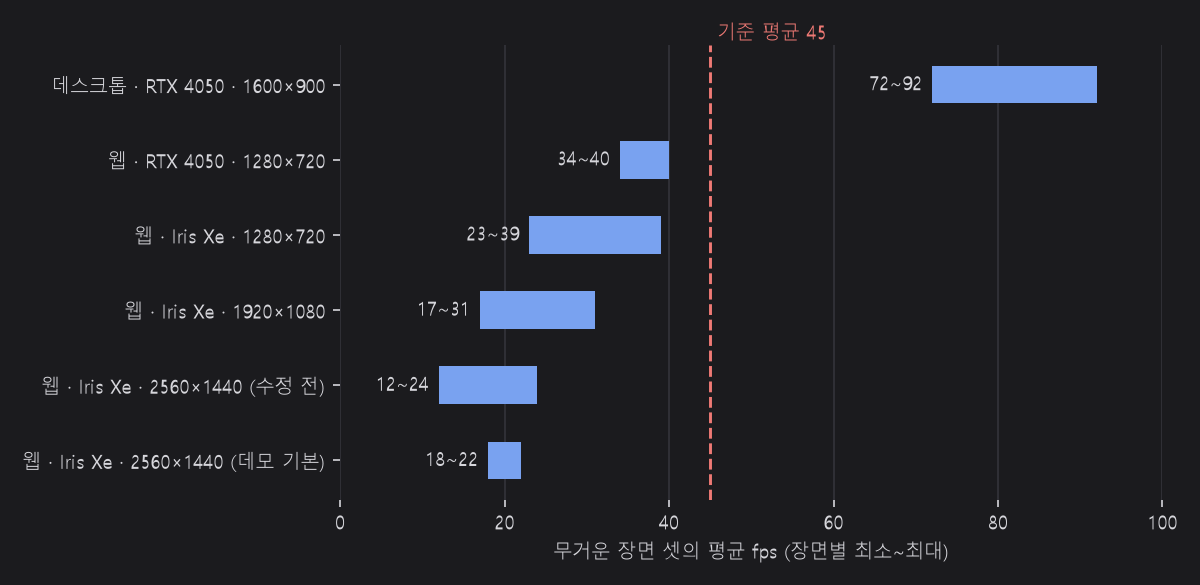 기준 평균 45
데스크톱 · RTX 4050 · 1600×900
72~92
웹 · RTX 4050 · 1280×720
34~40
웹 · Iris Xe · 1280×720
23~39
웹 · Iris Xe · 1920×1080
17~31
웹 · Iris Xe · 2560×1440 (수정 전)
12~24
웹 · Iris Xe · 2560×1440 (데모 기본)
18~22
0 20 40 60 80 100
무거운 장면 셋의 평균 fps (장면별 최소~최대)